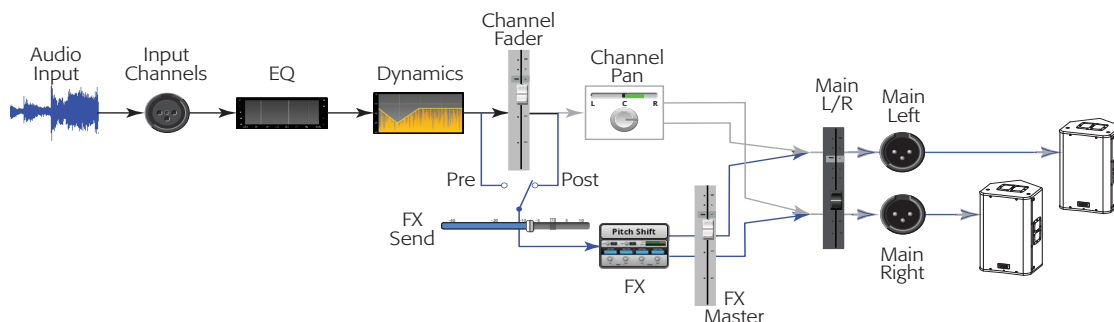 Audio
Input
Input
Channels
EQ
Dynamics
Channel
Fader
Channel
Pan
L C R
Main
L/R
Main
Left
Pre
Post
FX
Send
Pitch Shift
FX
FX
Master
Main
Right